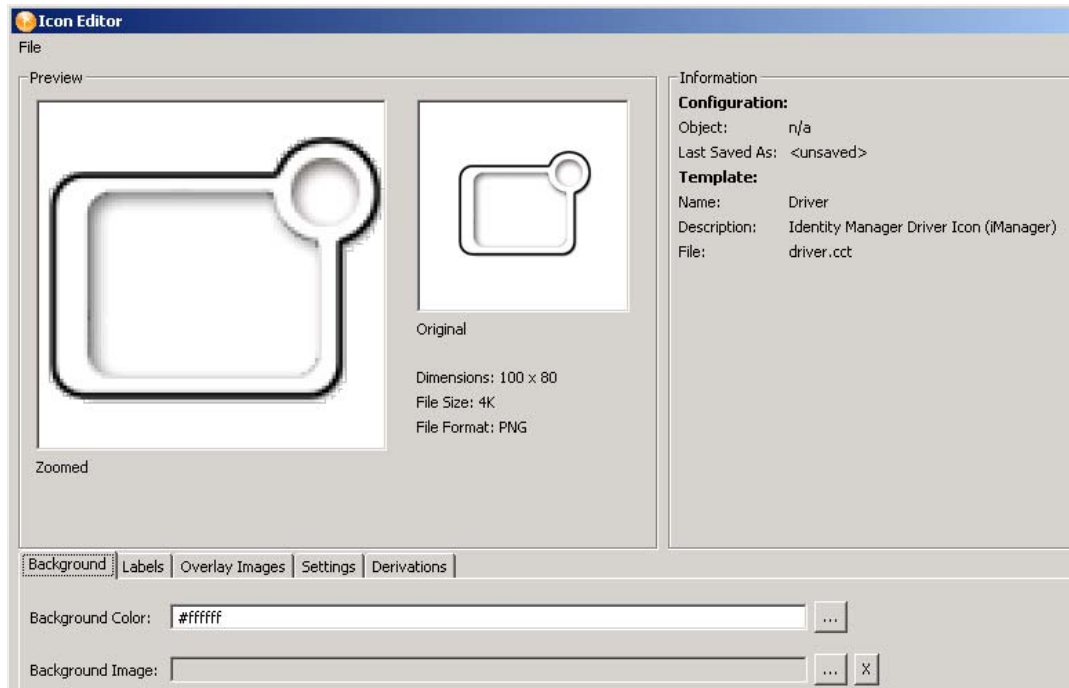 Icon Editor
File
Preview
Zoomed
Original
Dimensions: 100 x 80
File Size: 4K
File Format: PNG
Information
Configuration:
Object: n/a
Last Saved As: <unsaved>
Template:
Name: Driver
Description: Identity Manager Driver Icon (iManager)
File: driver.cct
Background Labels Overlay Images Settings Derivations
Background Color: #ffffff ...
Background Image: ... X